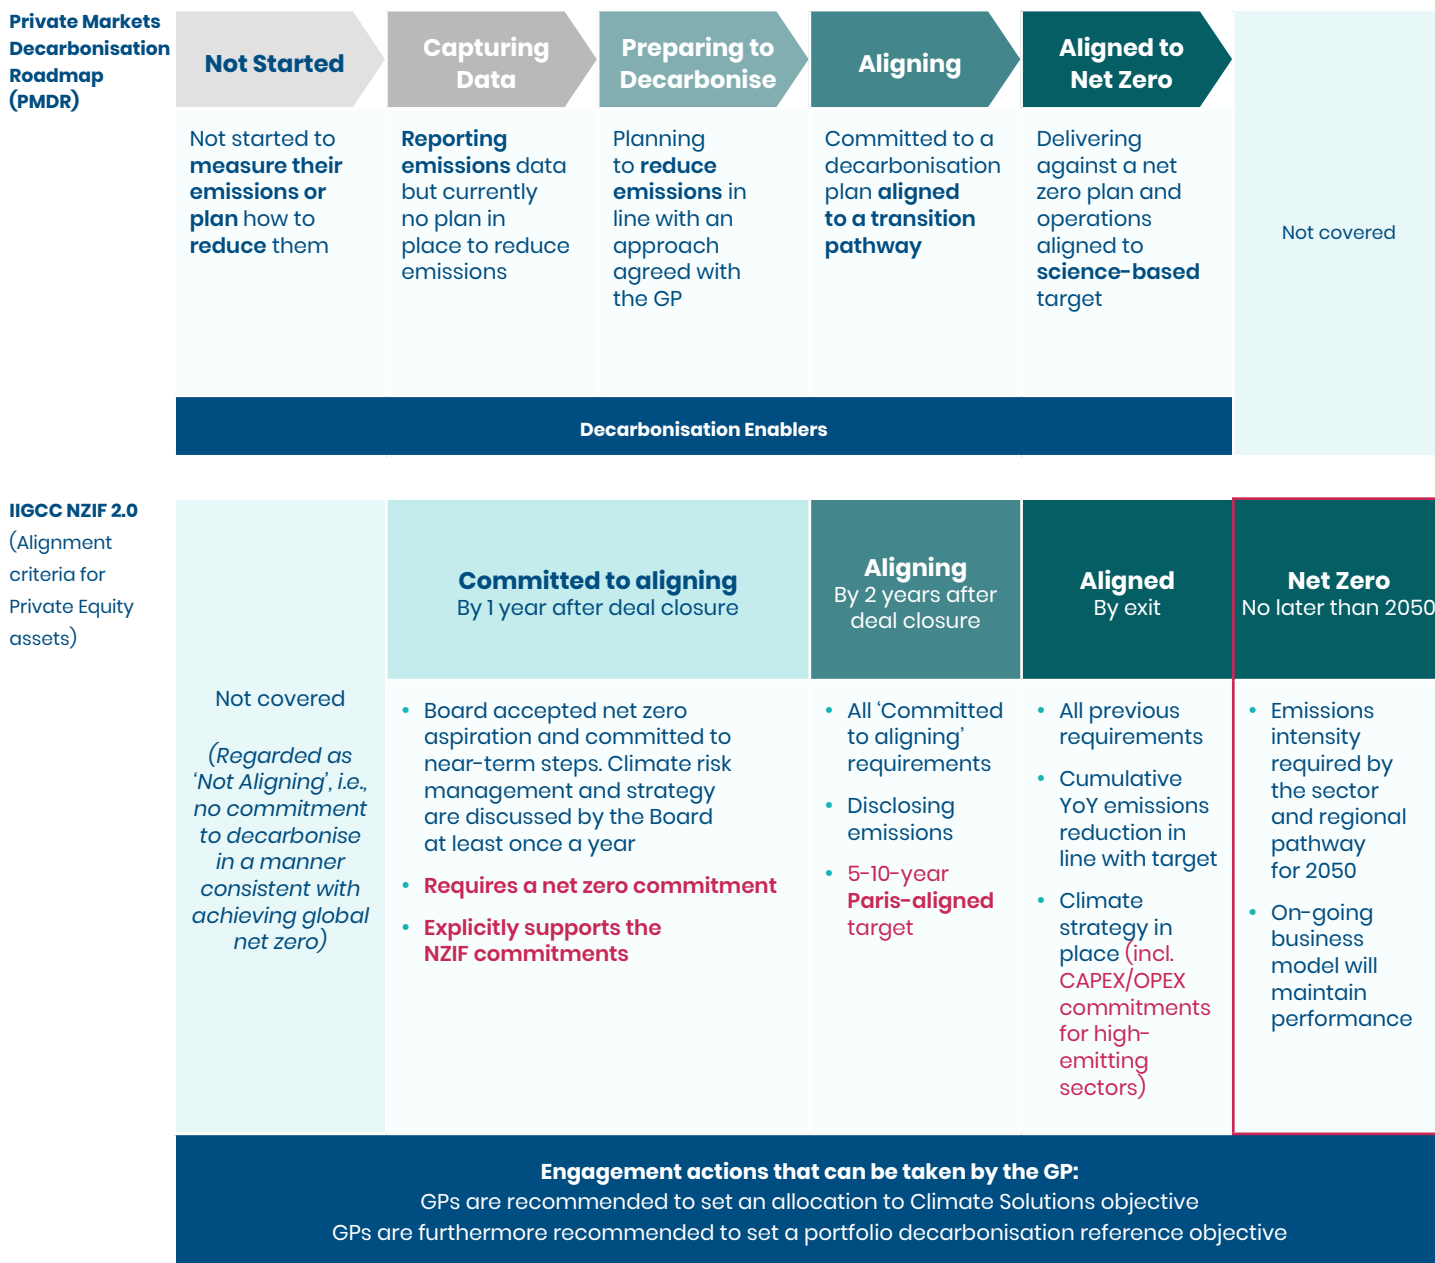 Private Markets
Decarbonisation
Roadmap
(PMDR)
Not Started
Capturing
Data
Preparing to
Decarbonise
Aligning
Aligned to
Net Zero
Not started to
measure their
emissions or
plan how to
reduce them
Reporting
emissions data
but currently
no plan in
place to reduce
emissions
Planning
to reduce
emissions in
line with an
approach
agreed with
the GP
Committed to a
decarbonisation
plan aligned
to a transition
pathway
Delivering
against a net
zero plan and
operations
aligned to
science-based
target
Not covered
Decarbonisation Enablers
IIGCC NZIF 2.0
(Alignment
criteria for
Private Equity
assets)
Not covered
(Regarded as
‘Not Aligning’, i.e.,
no commitment
to decarbonise
in a manner
consistent with
achieving global
net zero)
Committed to aligning
By 1 year after deal closure
• Board accepted net zero
aspiration and committed to
near-term steps. Climate risk
management and strategy
are discussed by the Board
at least once a year
• Requires a net zero commitment
• Explicitly supports the
NZIF commitments
Aligning
By 2 years after
deal closure
• All ‘Committed
to aligning’
requirements
• Disclosing
emissions
• 5-10-year
Paris-aligned
target
Aligned
By exit
• All previous
requirements
• Cumulative
YoY emissions
reduction in
line with target
• Climate
strategy in
place (incl.
CAPEX/OPEX
commitments
for high-
emitting
sectors)
Net Zero
No later than 2050
• Emissions
intensity
required by
the sector
and regional
pathway
for 2050
• On-going
business
model will
maintain
performance
Engagement actions that can be taken by the GP:
GPs are recommended to set an allocation to Climate Solutions objective
GPs are furthermore recommended to set a portfolio decarbonisation reference objective